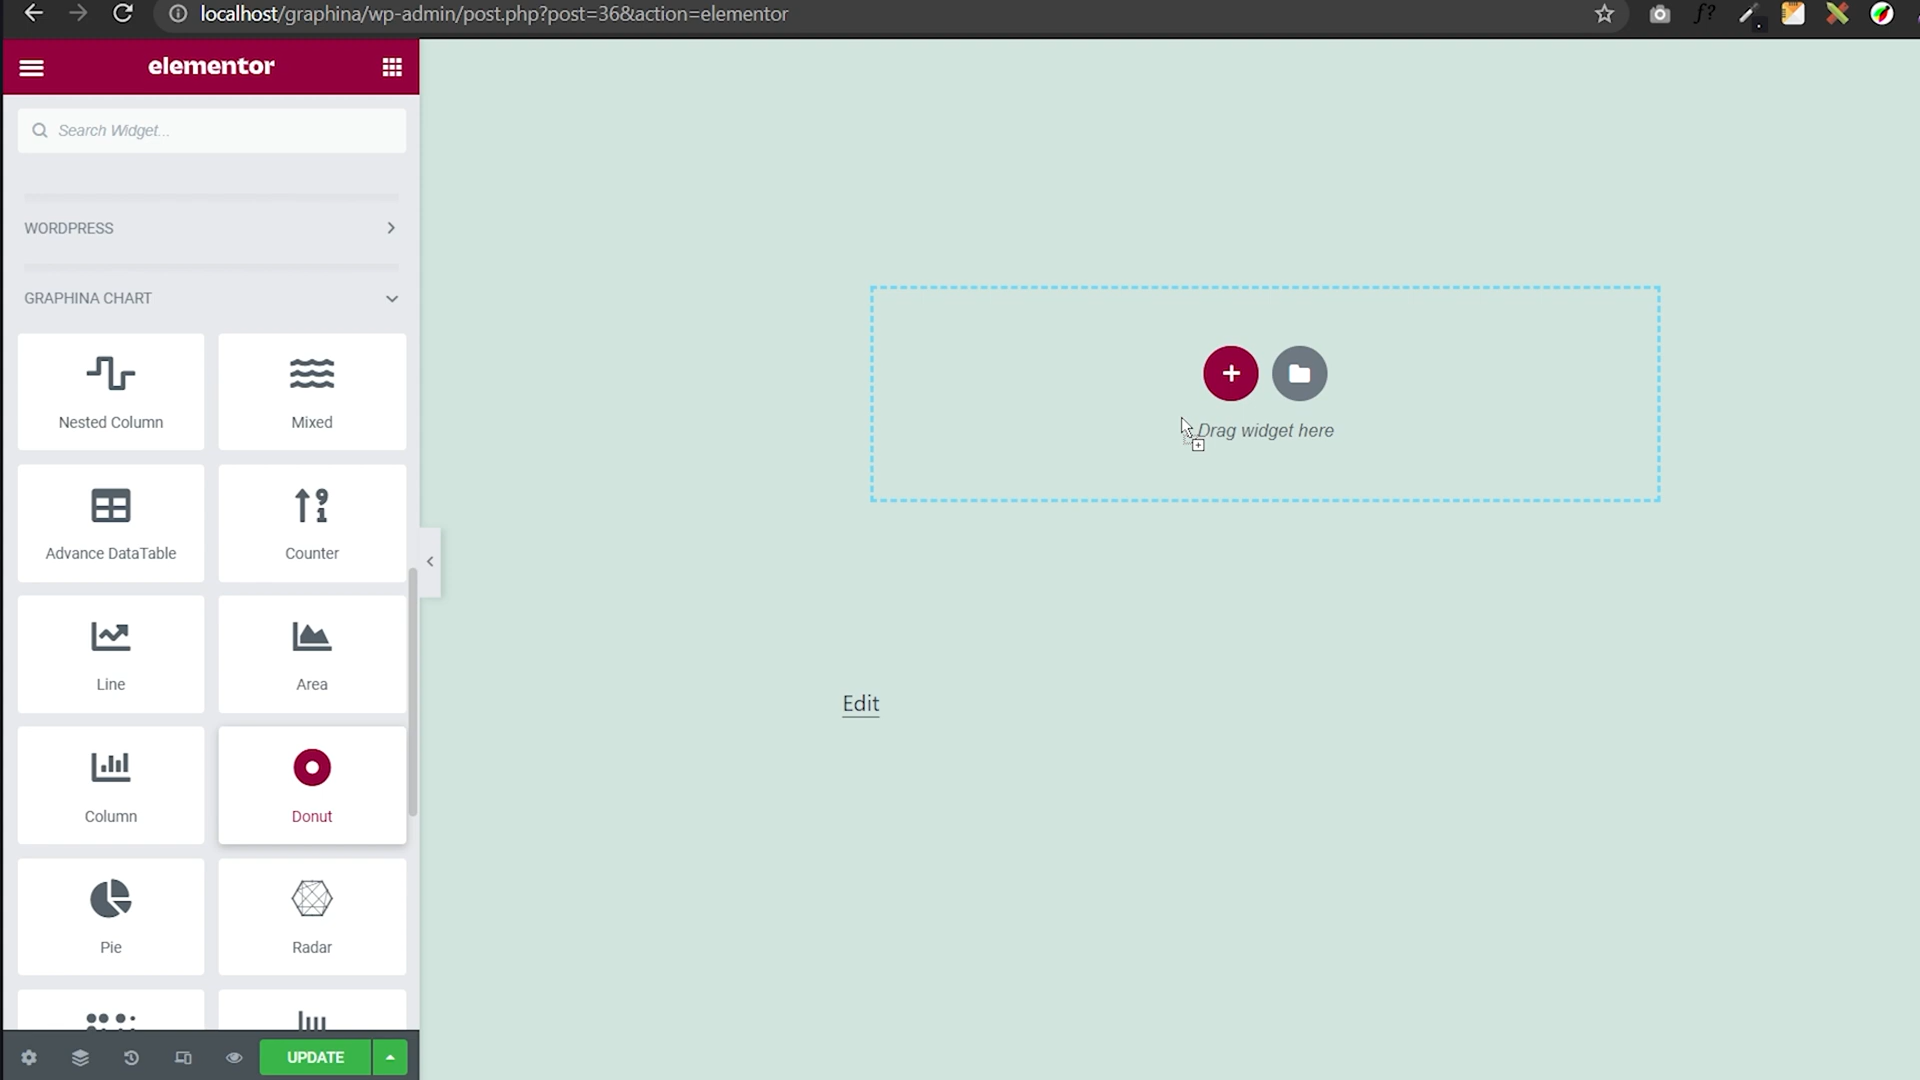 localhost/graphina/wp-admin/post.php?post=36&action=elementor
f?
elementor
Search Widget...
WORDPRESS
GRAPHINA CHART
Nested Column
Mixed
Advance DataTable
Counter
Line
Area
Column
Donut
Pie
Radar
UPDATE
Drag widget here
Edit